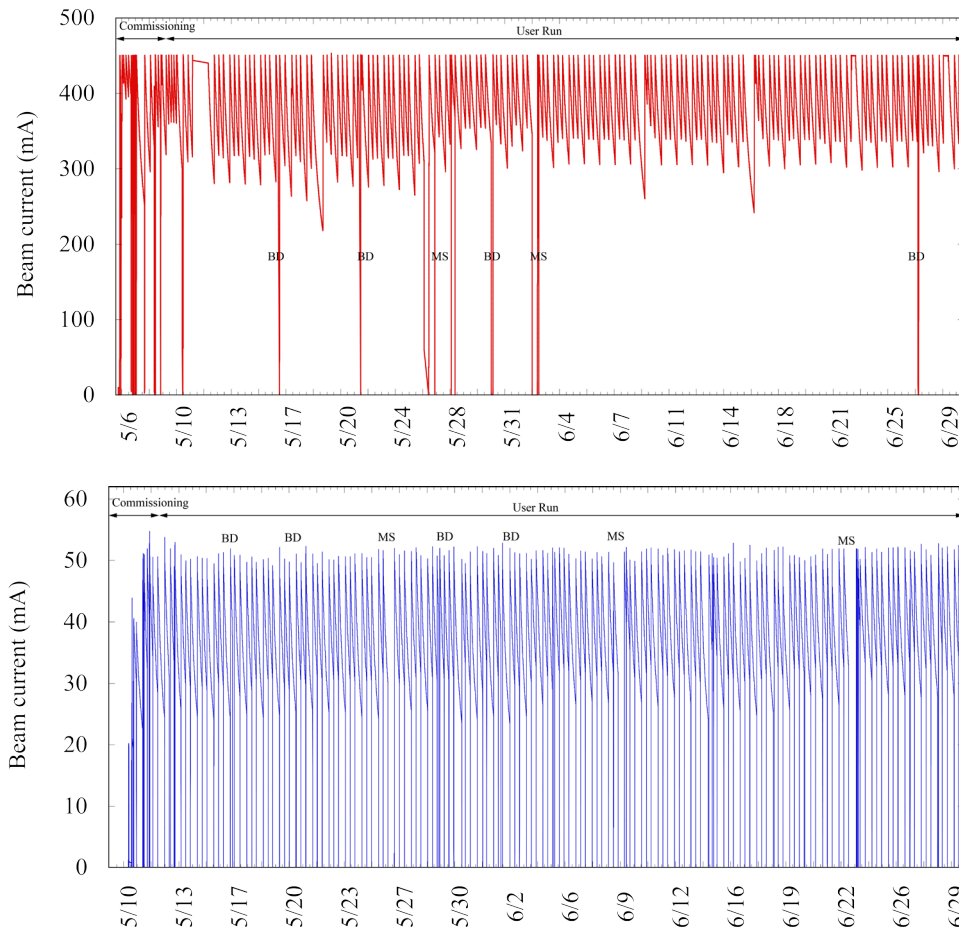 500
Commissioning
User Run
400
300
200
100
0
Beam current (mA)
BD
BD
MS
BD
MS
BD
5/6
5/10
5/13
5/17
5/20
5/24
5/28
5/31
6/4
6/7
6/11
6/14
6/18
6/21
6/25
6/29
60
Commissioning
User Run
50
40
30
20
10
0
Beam current (mA)
BD
BD
MS
BD
BD
MS
MS
5/10
5/13
5/17
5/20
5/23
5/27
5/30
6/2
6/6
6/9
6/12
6/16
6/19
6/22
6/26
6/29